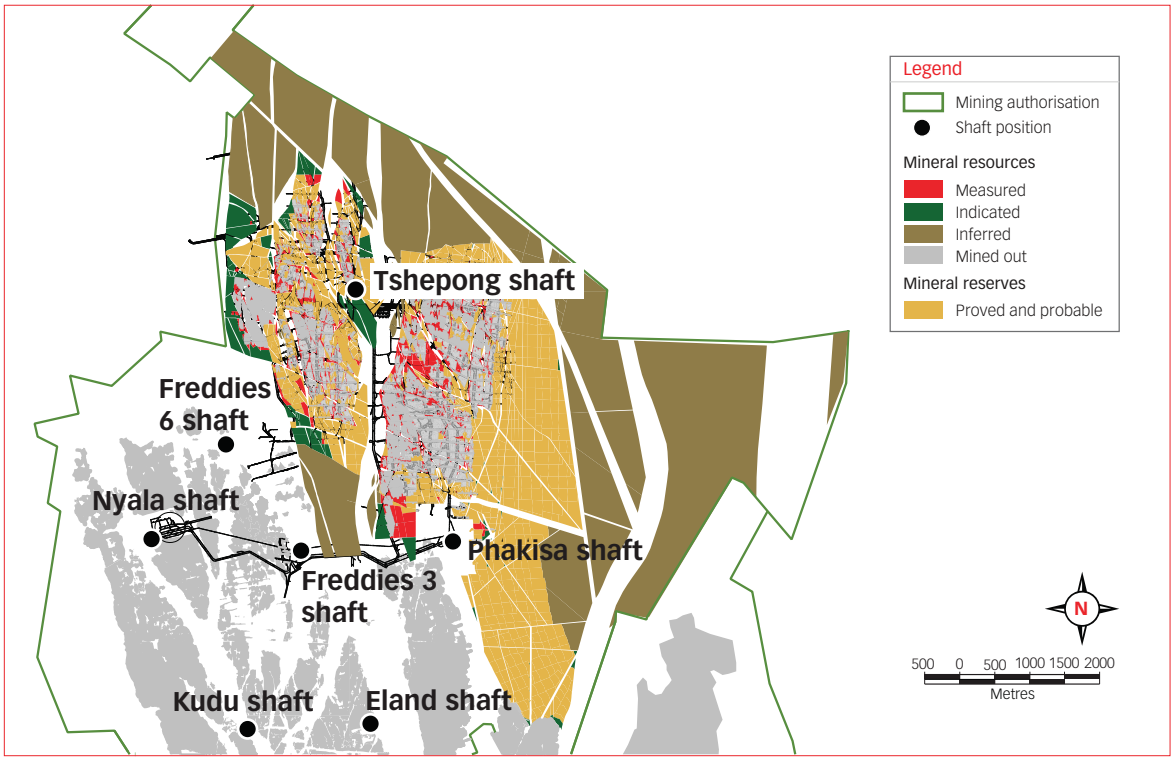 Legend
Mining authorisation
Shaft position
Mineral resources
Measured
Indicated
Inferred
Mined out
Mineral reserves
Proved and probable
Tshepong shaft
Freddies
6 shaft
Nyala shaft
Phakisa shaft
Freddies 3
shaft
Kudu shaft
Eland shaft
N
500 0 500 1000 1500 2000
Metres